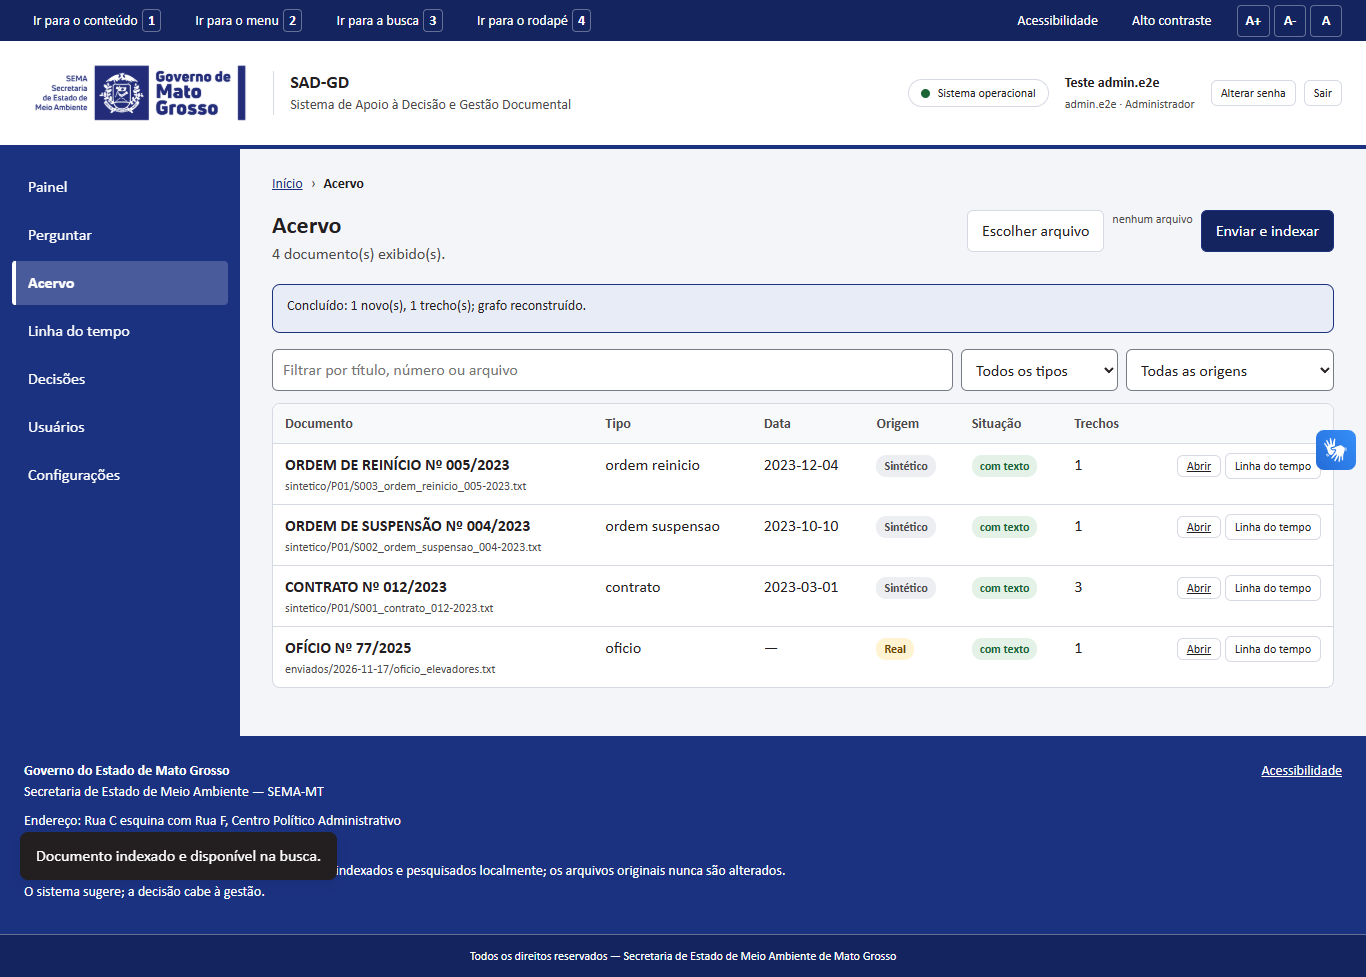 Ir para o conteúdo 1 Ir para o menu 2 Ir para a busca 3 Ir para o rodapé 4 Acessibilidade Alto contraste A+ A- A
SEMA
Secretaria
de Estado de
Meio Ambiente
Governo de
Mato
Grosso
SAD-GD
Sistema de Apoio à Decisão e Gestão Documental
Sistema operacional
Teste admin.e2e
admin.e2e · Administrador
Alterar senha
Sair
Painel
Perguntar
Acervo
Linha do tempo
Decisões
Usuários
Configurações
Início › Acervo
Acervo
4 documento(s) exibido(s).
Escolher arquivo nenhum arquivo Enviar e indexar
Concluído: 1 novo(s), 1 trecho(s); grafo reconstruído.
Filtrar por título, número ou arquivo Todos os tipos Todas as origens
Documento Tipo Data Origem Situação Trechos
ORDEM DE REINÍCIO Nº 005/2023 ordem reinicio 2023-12-04 Sintético com texto 1 Abrir Linha do tempo
sintetico/P01/S003_ordem_reinicio_005-2023.txt
ORDEM DE SUSPENSÃO Nº 004/2023 ordem suspensao 2023-10-10 Sintético com texto 1 Abrir Linha do tempo
sintetico/P01/S002_ordem_suspensao_004-2023.txt
CONTRATO Nº 012/2023 contrato 2023-03-01 Sintético com texto 3 Abrir Linha do tempo
sintetico/P01/S001_contrato_012-2023.txt
OFÍCIO Nº 77/2025 oficio — Real com texto 1 Abrir Linha do tempo
enviados/2026-11-17/oficio_elevadores.txt
Governo do Estado de Mato Grosso Acessibilidade
Secretaria de Estado de Meio Ambiente — SEMA-MT
Endereço: Rua C esquina com Rua F, Centro Político Administrativo
Documento indexado e disponível na busca.
indexados e pesquisados localmente; os arquivos originais nunca são alterados.
O sistema sugere; a decisão cabe à gestão.
Todos os direitos reservados — Secretaria de Estado de Meio Ambiente de Mato Grosso